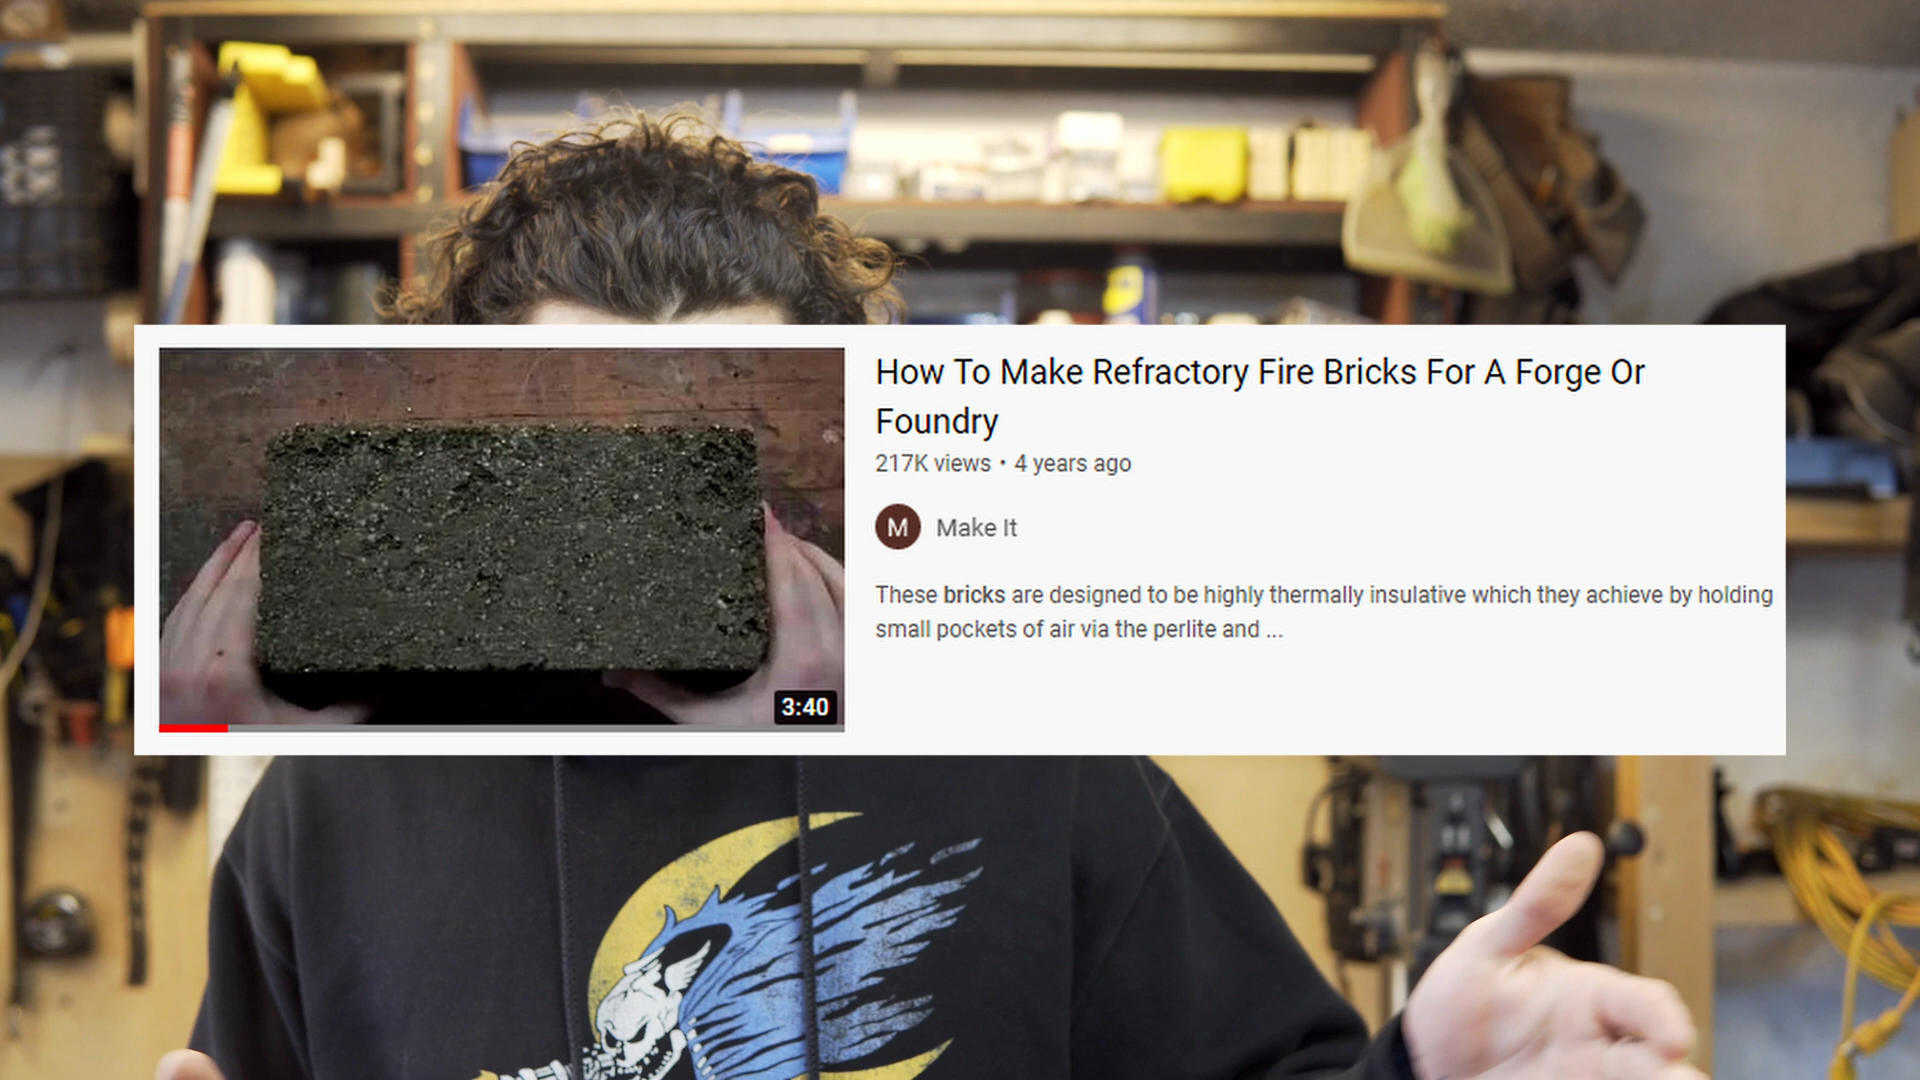 How To Make Refractory Fire Bricks For A Forge Or
Foundry
217K views • 4 years ago
M
Make It
These bricks are designed to be highly thermally insulative which they achieve by holding
small pockets of air via the perlite and ...
3:40